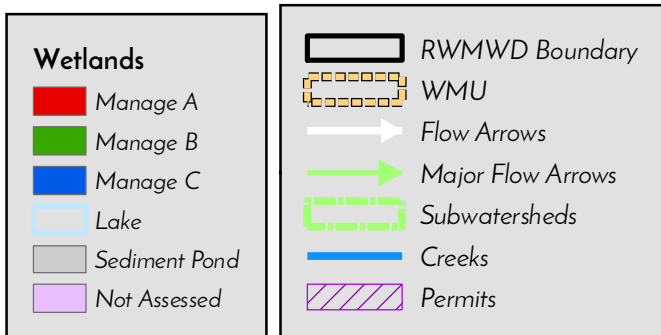 Wetlands
Manage A
Manage B
Manage C
Lake
Sediment Pond
Not Assessed
RWMWD Boundary
WMU
Flow Arrows
Major Flow Arrows
Subwatersheds
Creeks
Permits